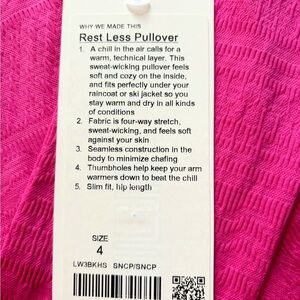 WHY WE MADE THIS
Rest Less Pullover
1. A chill in the air calls for a
warm, technical layer. This
sweat-wicking pullover feels
soft and cozy on the inside,
and fits perfectly under your
raincoat or ski jacket so you
stay warm and dry in all kinds
of conditions
2. Fabric is four-way stretch,
sweat-wicking, and feels soft
against your skin
3. Seamless construction in the
body to minimize chafing
4. Thumbholes help keep your arm
warmers down to beat the chill
5. Slim fit, hip length
SIZE
4
LW3BKHS SNCP/SNCP